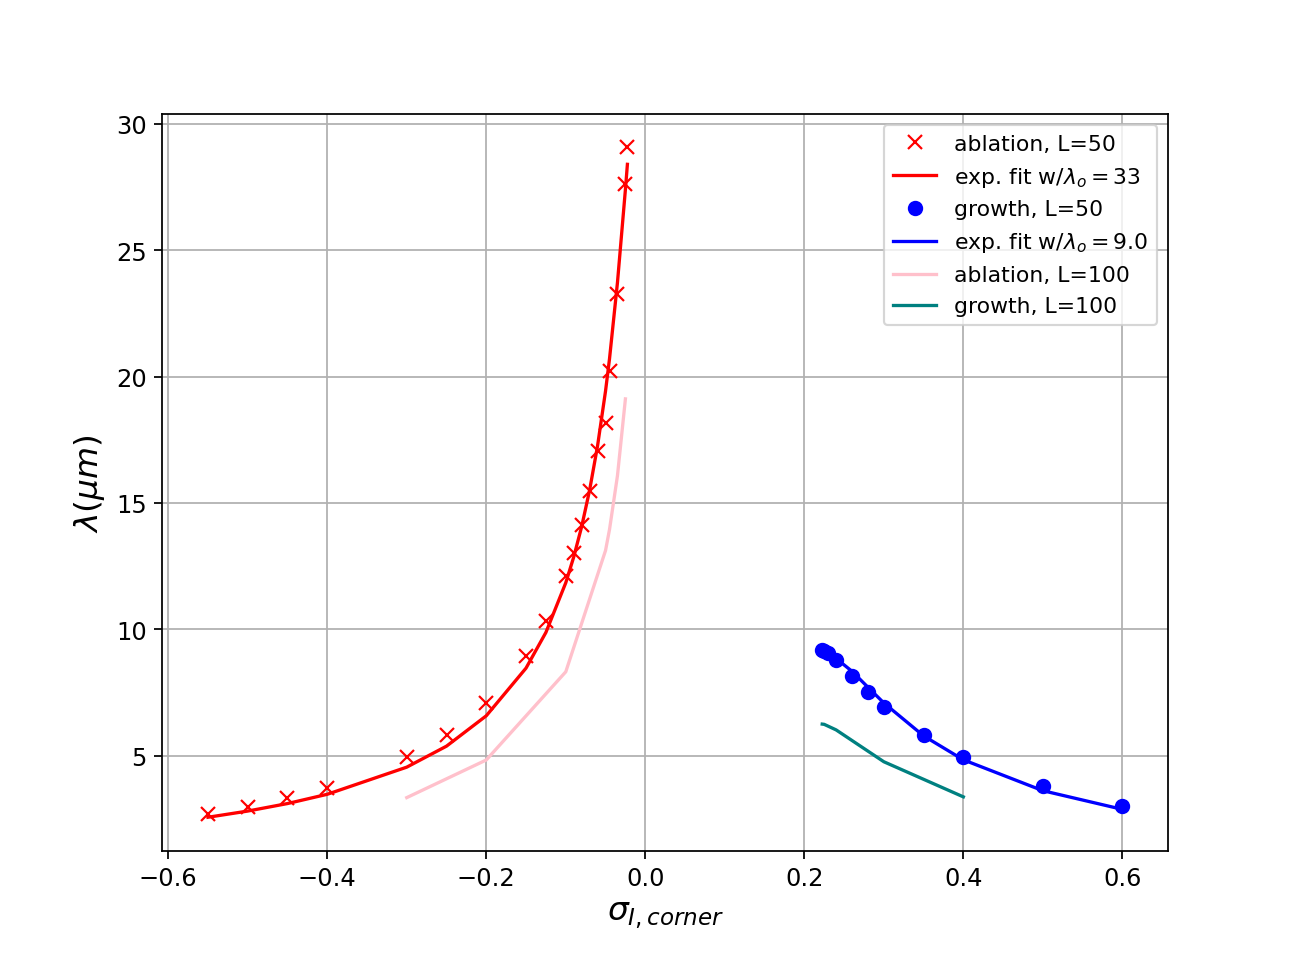 30
25
20
15
10
5
λ(μm)
−0.6 −0.4 −0.2 0.0 0.2 0.4 0.6
σI, corner
ablation, L=50
exp. fit w/λo = 33
growth, L=50
exp. fit w/λo = 9.0
ablation, L=100
growth, L=100